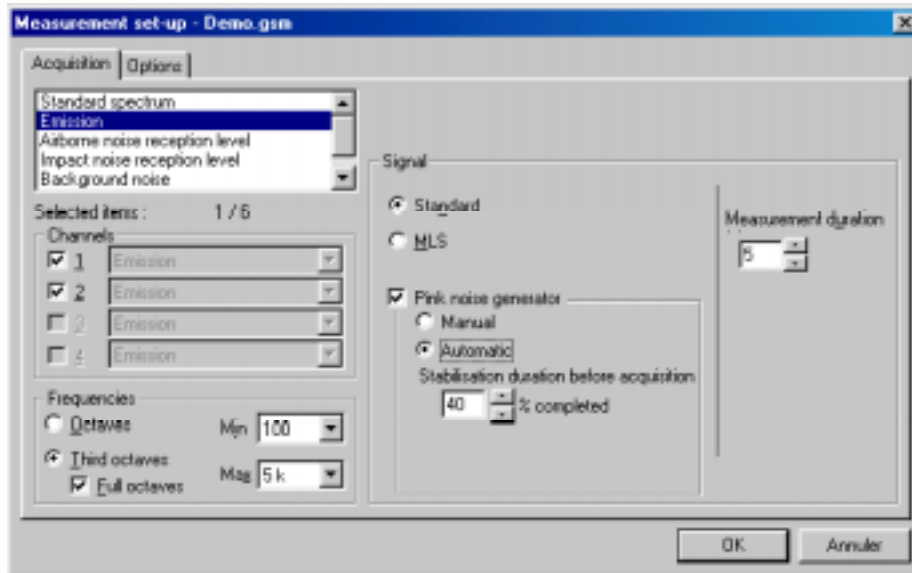 Measurement set-up - Demo.gsm
Acquisition
Options
Standard spectrum
Emission
Airborne noise reception level
Impact noise reception level
Background noise
Selected items : 1 / 6
Channels
1 Emission
2 Emission
3 Emission
4 Emission
Frequencies
Octaves
Min 100
Third octaves
Max 5 k
Full octaves
Signal
Standard
MLS
Pink noise generator
Manual
Automatic
Stabilisation duration before acquisition
40 % completed
Measurement duration
5
OK
Annuler